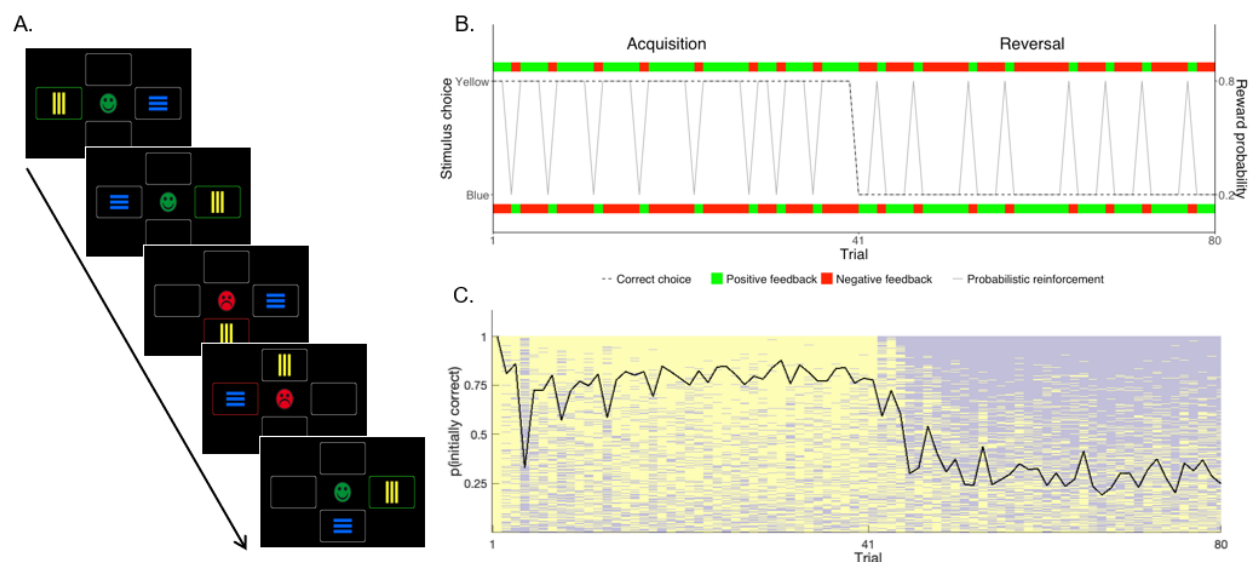 A.
B.
Acquisition
Reversal
Stimulus choice
Yellow
Blue
0.8
0.2
Reward probability
1
41
80
Trial
Correct choice
Positive feedback
Negative feedback
Probabilistic reinforcement
C.
p(initially correct)
1
0.75
0.5
0.25
1
41
80
Trial